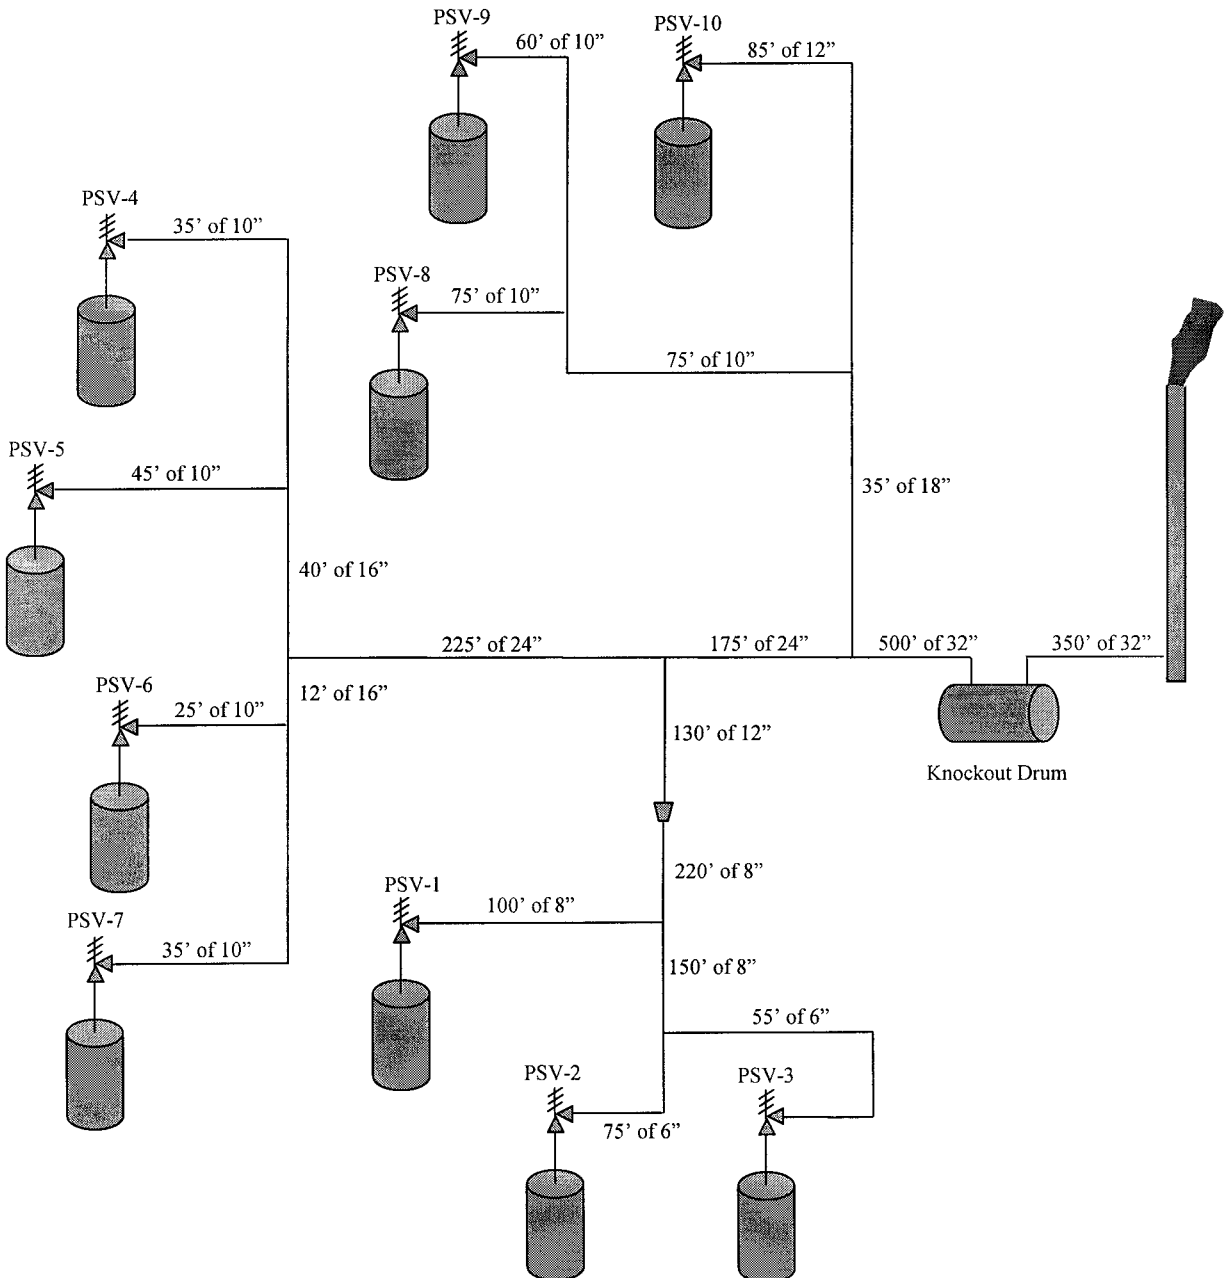 PSV-9
PSV-10
60’ of 10”
85’ of 12”
PSV-4
35’ of 10”
PSV-8
75’ of 10”
75’ of 10”
PSV-5
45’ of 10”
35’ of 18”
40’ of 16”
225’ of 24”
175’ of 24”
500’ of 32”
350’ of 32”
PSV-6
12’ of 16”
25’ of 10”
130’ of 12”
Knockout Drum
220’ of 8”
PSV-1
100’ of 8”
PSV-7
35’ of 10”
150’ of 8”
55’ of 6”
PSV-2
PSV-3
75’ of 6”